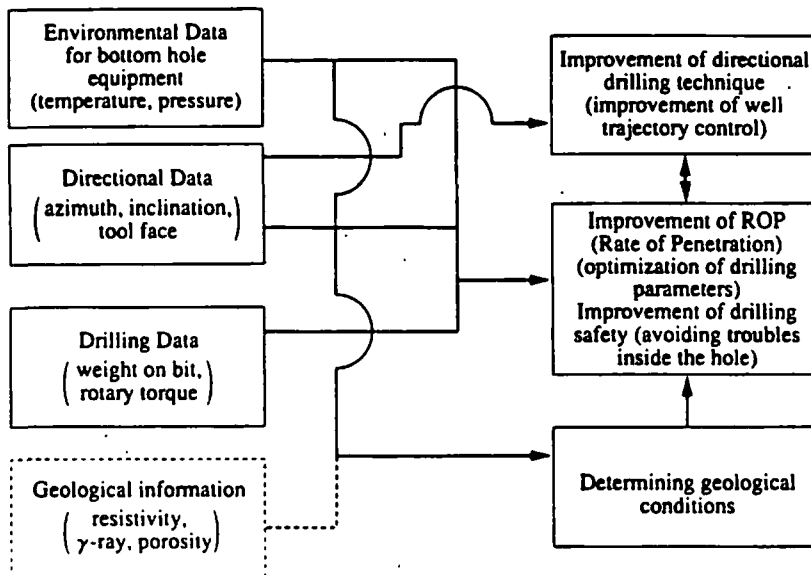 Environmental Data
for bottom hole
equipment
(temperature, pressure)
Directional Data
(azimuth, inclination,
tool face)
Drilling Data
(weight on bit,
rotary torque)
Geological information
(resistivity,
γ-ray, porosity)
Improvement of directional
drilling technique
(improvement of well
trajectory control)
Improvement of ROP
(Rate of Penetration)
(optimization of drilling
parameters)
Improvement of drilling
safety (avoiding troubles
inside the hole)
Determining geological
conditions